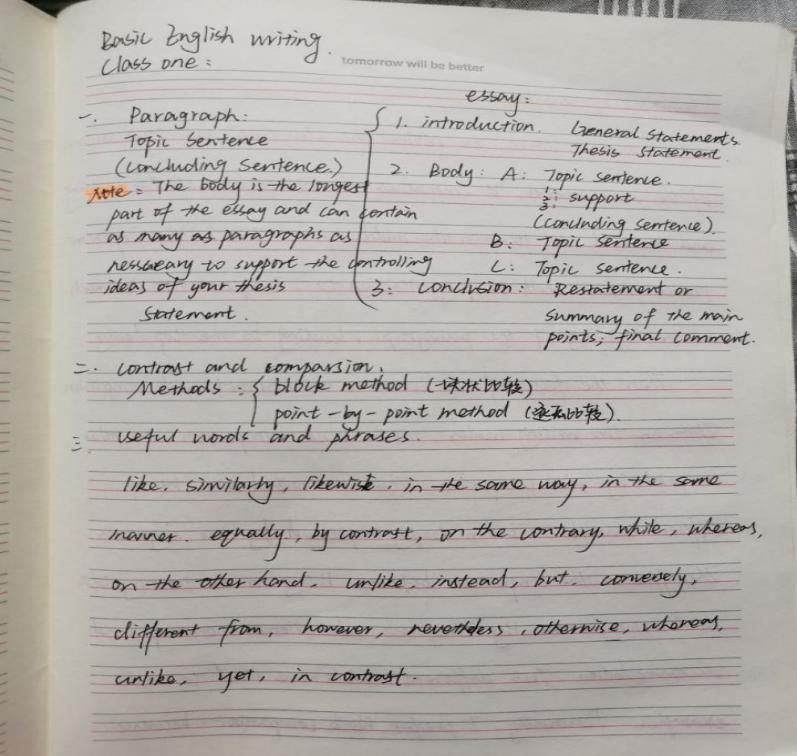 Basic English writing.
Class one:
tomorrow will be better
essay:
一. Paragraph:
Topic Sentence
(Concluding Sentence.)
Note: The body is the longest
part of the essay and can contain
as many as paragraphs as
nessaeary to support the controlling
ideas of your thesis
Statement.
1. introduction. General Statements
Thesis Statement.
2. Body: A: Topic sentence.
1: 2: 3: support
(concluding sentence).
B: Topic Sentence
C: Topic Sentence.
3: Conclusion: Restatement or
summary of the main
points; final comment.
二. contrast and comparsion.
Methods: block method (块状比较)
point-by-point method (逐点比较).
三. useful words and phrases.
like, similarly, likewise, in the same way, in the same
manner. equally, by contrast, on the contrary, while, whereas,
on the other hand, unlike, instead, but, conversely,
different from, however, nevertheless, otherwise, whereas,
unlike, yet, in contrast.